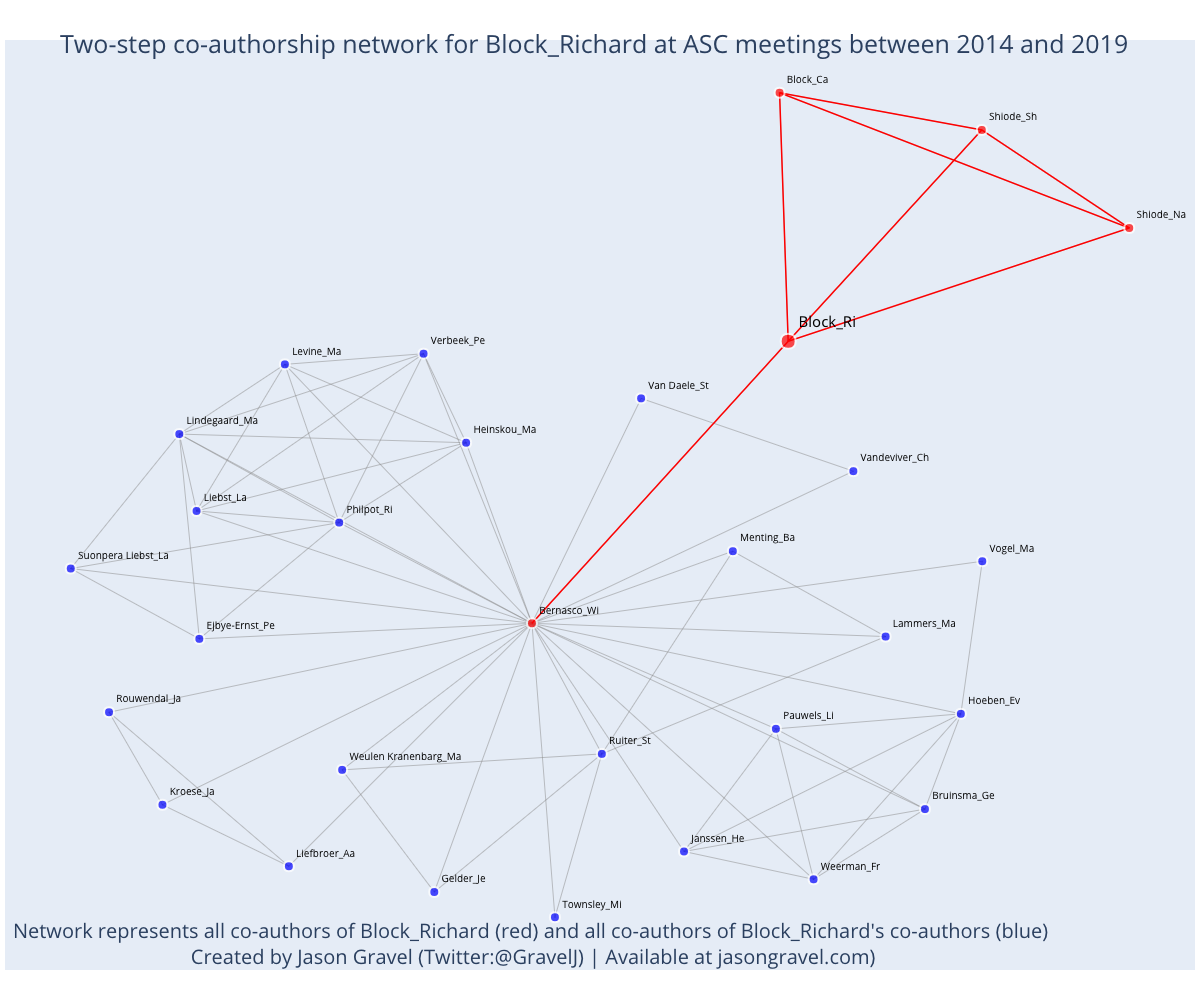 Two-step co-authorship network for Block_Richard at ASC meetings between 2014 and 2019
Block_Ca
Shiode_Sh
Shiode_Na
Block_Ri
Verbeek_Pe
Levine_Ma
Van Daele_St
Lindegaard_Ma
Heinskou_Ma
Vandeviver_Ch
Liebst_La
Philpot_Ri
Menting_Ba
Vogel_Ma
Suonpera Liebst_La
Bernasco_Wi
Ejbye-Ernst_Pe
Lammers_Ma
Rouwendal_Ja
Hoeben_Ev
Pauwels_Li
Ruiter_St
Weulen Kranenbarg_Ma
Kroese_Ja
Bruinsma_Ge
Janssen_He
Liefbroer_Aa
Weerman_Fr
Gelder_Je
Townsley_Mi
Network represents all co-authors of Block_Richard (red) and all co-authors of Block_Richard's co-authors (blue)
Created by Jason Gravel (Twitter:@GravelJ) | Available at jasongravel.com)